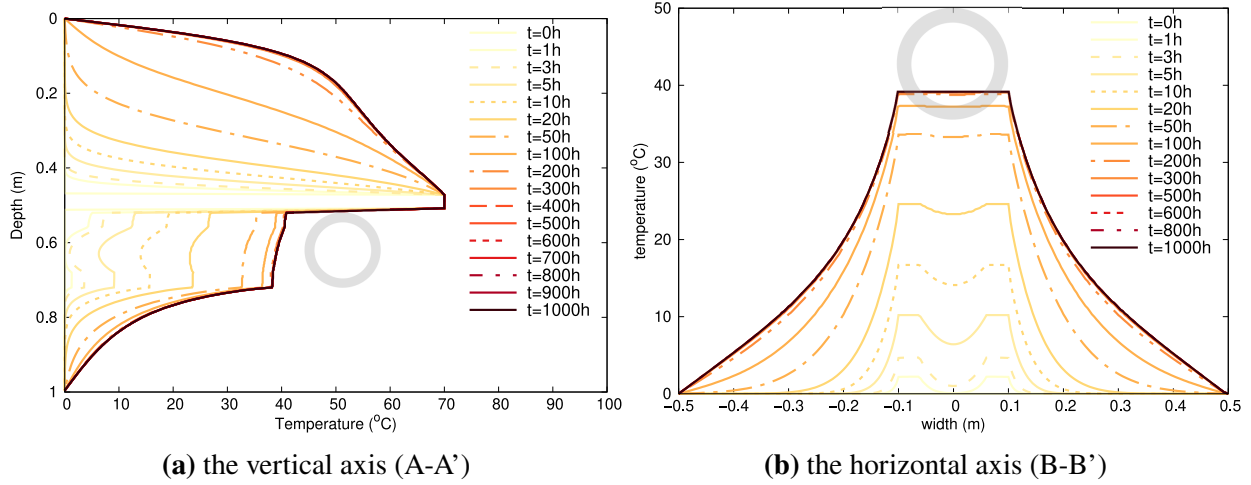 0
0.2
0.4
0.6
0.8
1
Depth (m)
0 10 20 30 40 50 60 70 80 90 100
Temperature (°C)
t=0h
t=1h
t=3h
t=5h
t=10h
t=20h
t=50h
t=100h
t=200h
t=300h
t=400h
t=500h
t=600h
t=700h
t=800h
t=900h
t=1000h
(a) the vertical axis (A-A’)
50
40
30
20
10
0
temperature (°C)
-0.5 -0.4 -0.3 -0.2 -0.1 0 0.1 0.2 0.3 0.4 0.5
width (m)
t=0h
t=1h
t=3h
t=5h
t=10h
t=20h
t=50h
t=100h
t=200h
t=300h
t=500h
t=600h
t=800h
t=1000h
(b) the horizontal axis (B-B’)